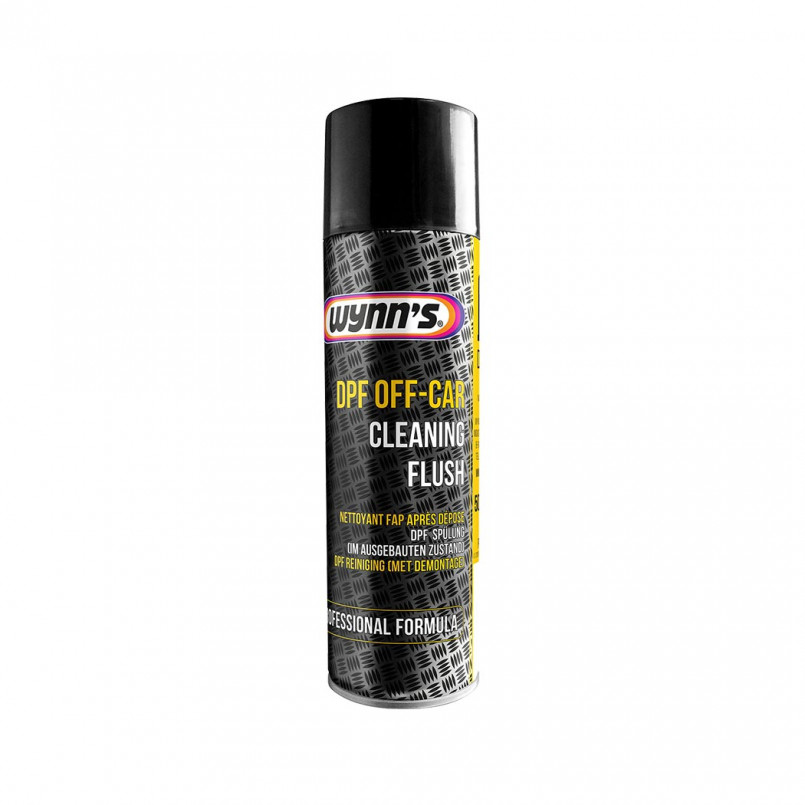 WYNN'S®
DPF OFF-CAR
CLEANING
FLUSH
NETTOYANT FAP APRÈS DEPOSE
DPF SPÜLUNG
(IM AUSGEBAUTEN ZUSTAND)
DPF REINIGING (MET DEMONTAGE)
OFESSIONAL FORMULA